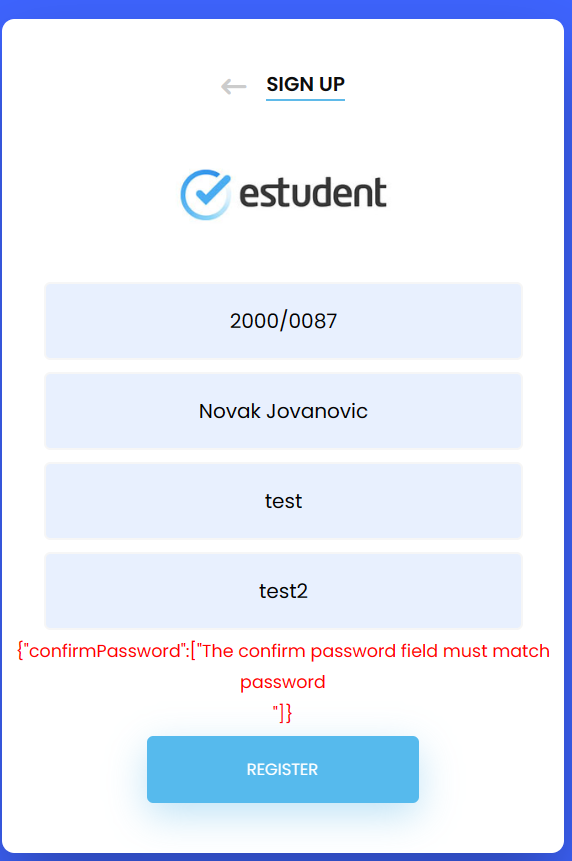 SIGN UP
estudent
2000/0087
Novak Jovanovic
test
test2
{"confirmPassword":["The confirm password field must match
password
"]}
REGISTER